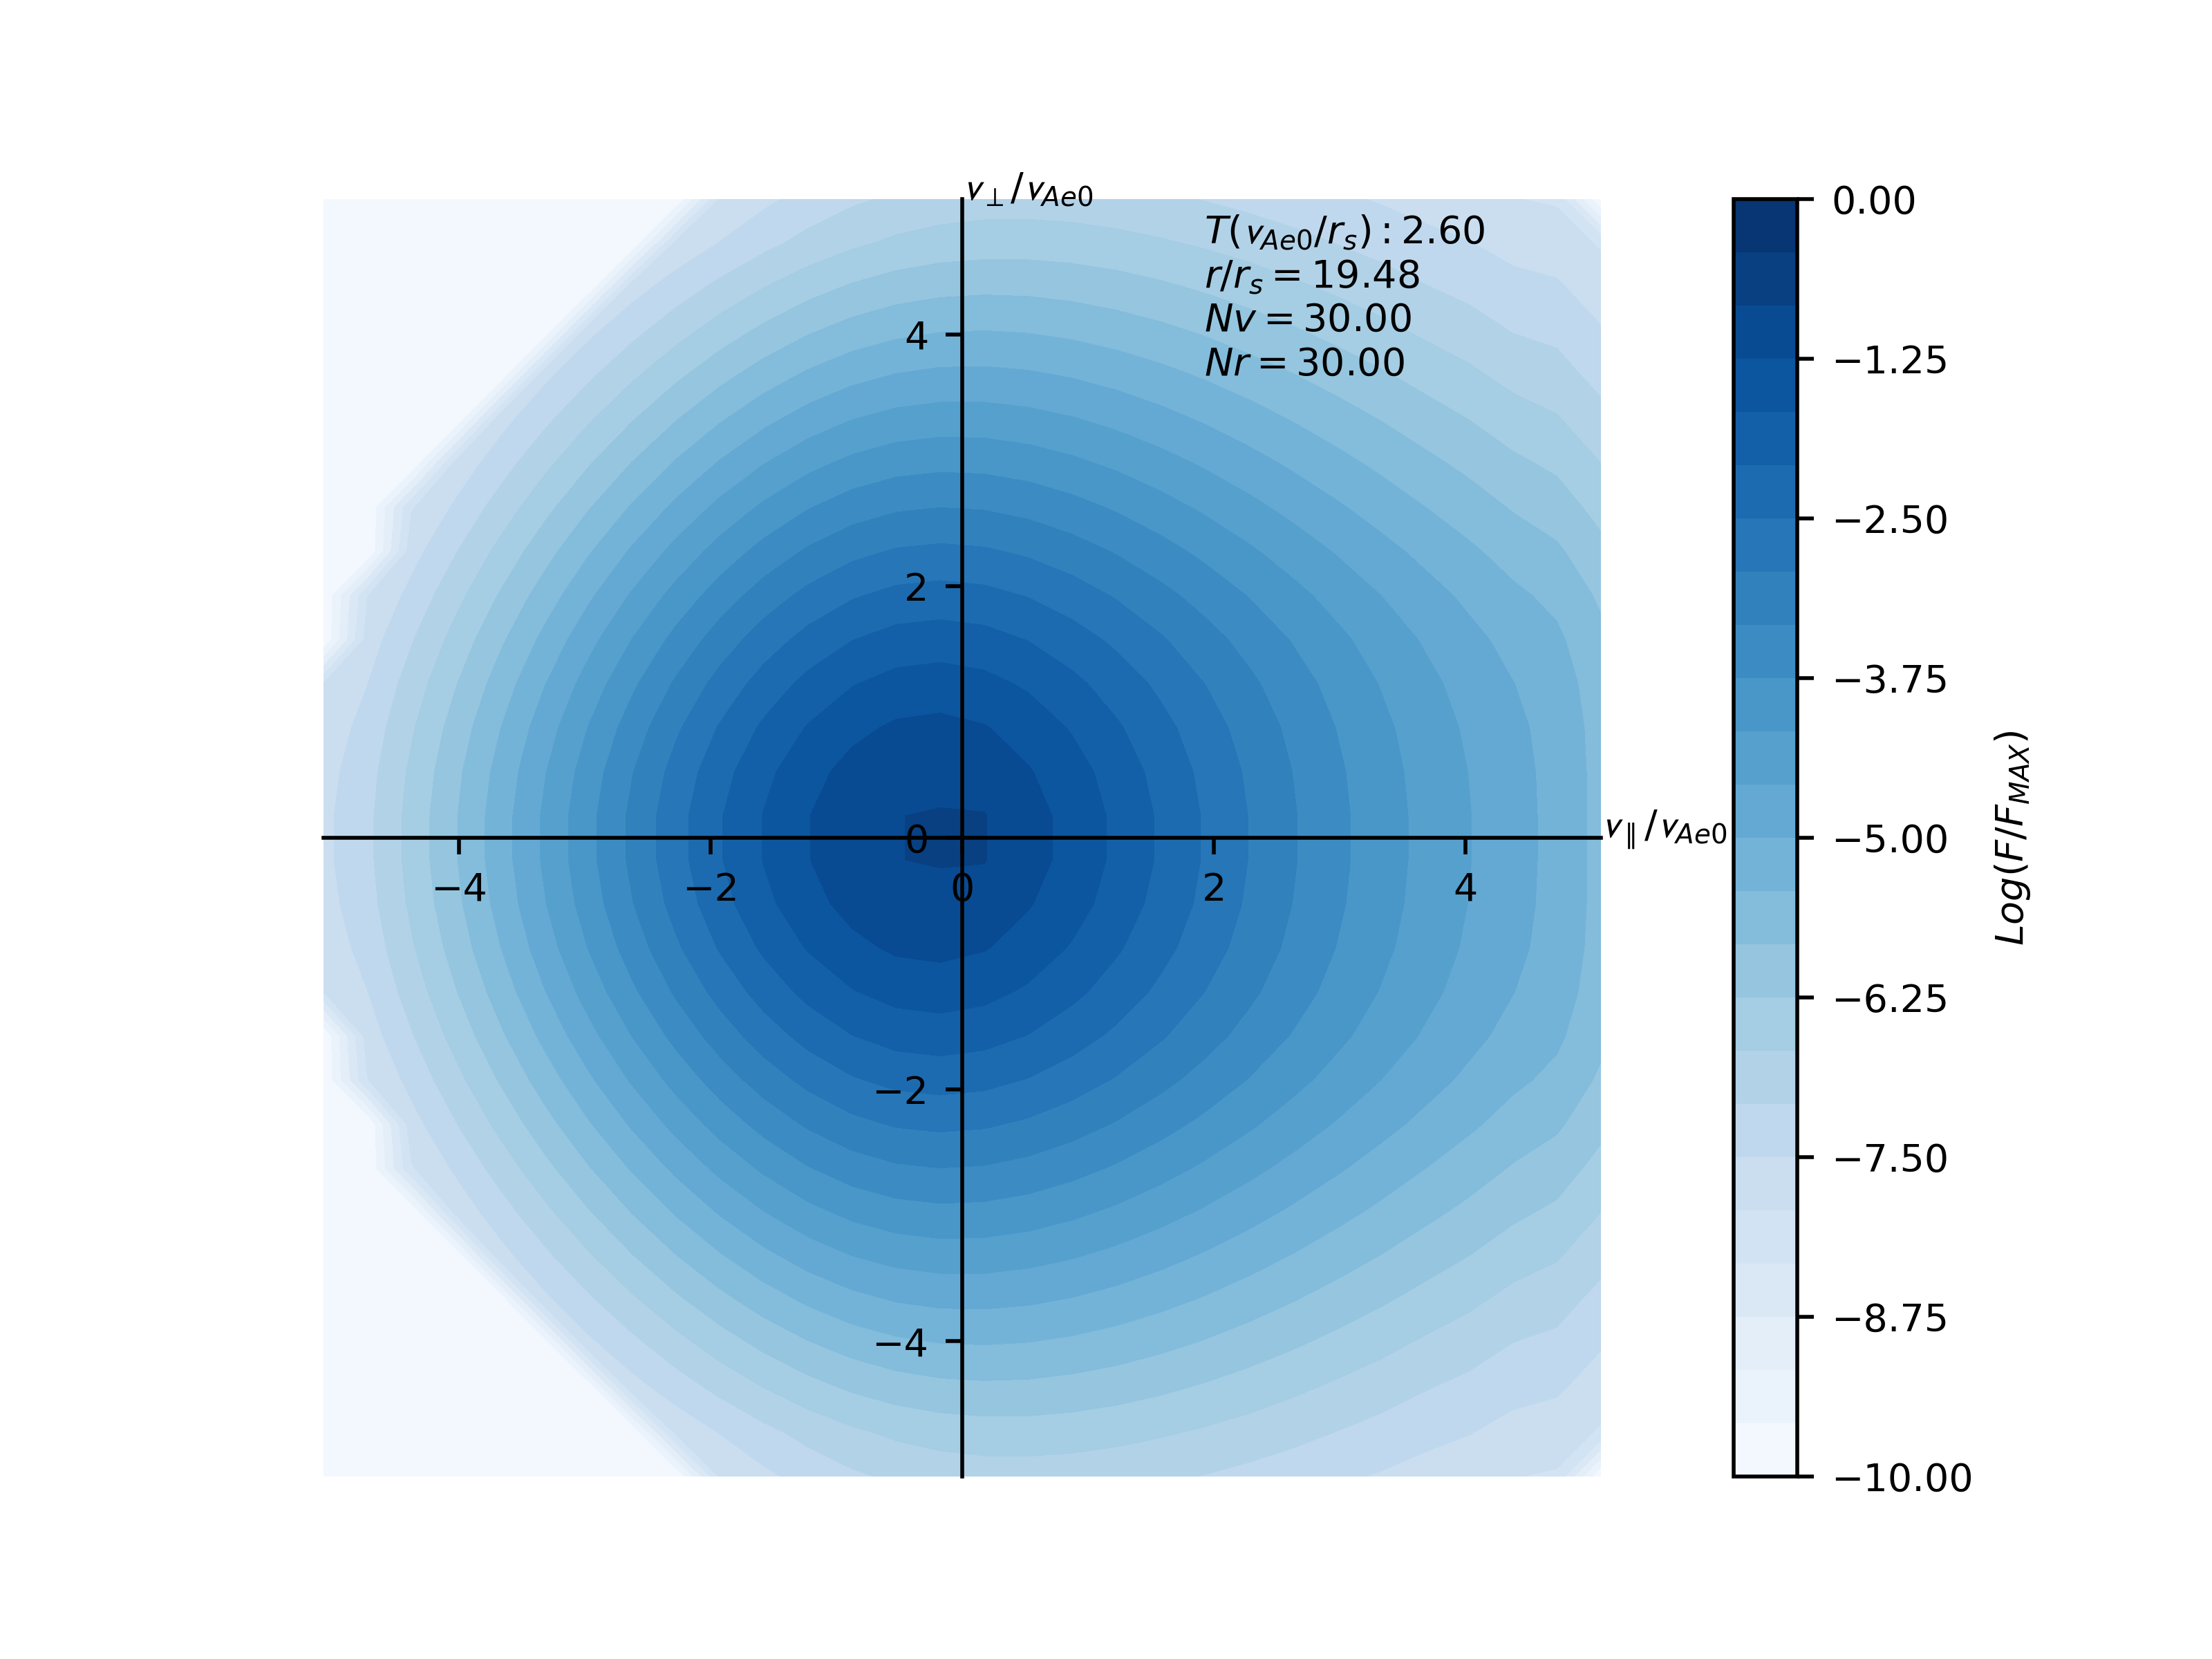 v⊥/vAe0
T(vAe0/rs):2.60
r/rs = 19.48
Nv = 30.00
Nr = 30.00
4
2
0
−2
−4
−4 −2 0 2 4
v∥/vAe0
0.00
−1.25
−2.50
−3.75
−5.00
−6.25
−7.50
−8.75
−10.00
Log(F/FMAX)